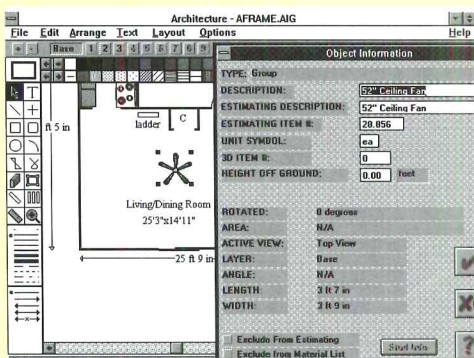 Architecture - AFRAME.AIG
File Edit Arrange Text Layout Options Help
+ - Base 1 2 3 4 5 6 7 8 9
Object Information
TYPE: Group
DESCRIPTION: 52" Ceiling Fan
ESTIMATING DESCRIPTION: 52" Ceiling Fan
ESTIMATING ITEM #: 28.056
UNIT SYMBOL: ea
3D ITEM #: 0
HEIGHT OFF GROUND: 0.00 feet
ROTATED: 0 degrees
AREA: N/A
ACTIVE VIEW: Top View
LAYER: Base
ANGLE: N/A
LENGTH: 3 ft 7 in
WIDTH: 3 ft 9 in
Exclude From Estimating
Exclude from Material List
Start Info
T
ft 5 in
ladder
C
Living/Dining Room
25'3"x14'11"
25 ft 9 in
?